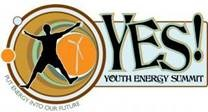 YES!
YOUTH ENERGY SUMMIT
PUT ENERGY INTO OUR FUTURE